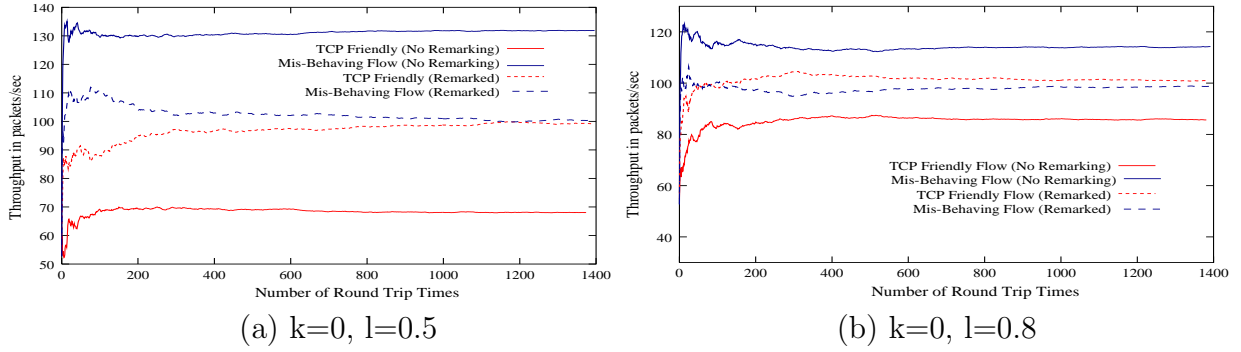 140
130
120
110
100
90
80
70
60
50
0
200
400
600
800
1000
1200
1400
Throughput in packets/sec
Number of Round Trip Times
TCP Friendly (No Remarking)
Mis-Behaving Flow (No Remarking)
TCP Friendly (Remarked)
Mis-Behaving Flow (Remarked)
(a) k=0, l=0.5
120
100
80
60
40
0
200
400
600
800
1000
1200
1400
Throughput in packets/sec
Number of Round Trip Times
TCP Friendly Flow (No Remarking)
Mis-Behaving Flow (No Remarking)
TCP Friendly Flow (Remarked)
Mis-Behaving Flow (Remarked)
(b) k=0, l=0.8